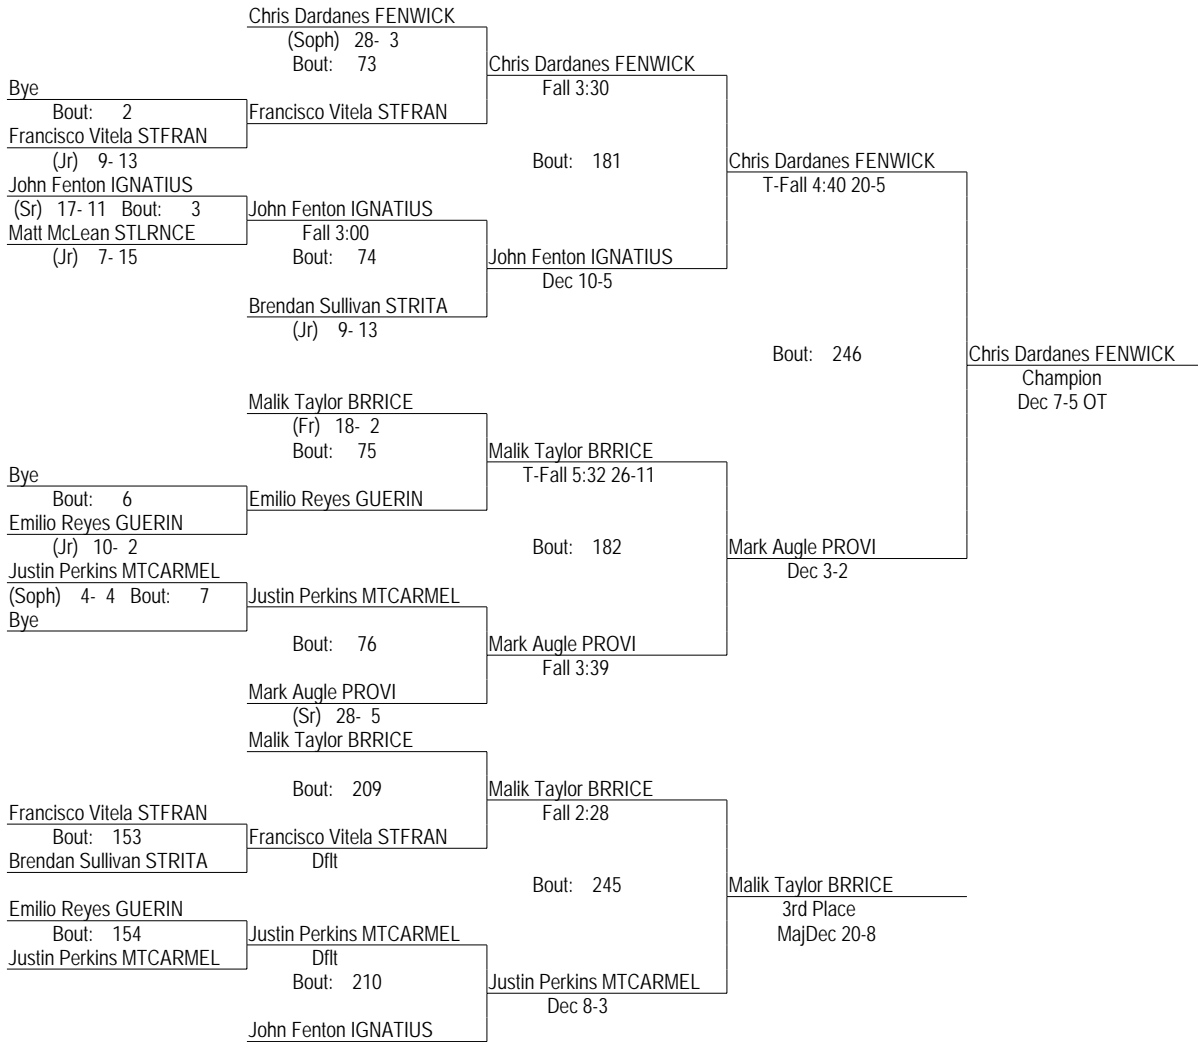 Chris Dardanes FENWICK
(Soph) 28- 3
Bout: 73
Chris Dardanes FENWICK
Fall 3:30
Bye
Bout: 2
Francisco Vitela STFRAN
Francisco Vitela STFRAN
(Jr) 9- 13
Bout: 181
Chris Dardanes FENWICK
T-Fall 4:40 20-5
John Fenton IGNATIUS
(Sr) 17- 11 Bout: 3
John Fenton IGNATIUS
Matt McLean STLRNCE
Fall 3:00
(Jr) 7- 15
Bout: 74
John Fenton IGNATIUS
Dec 10-5
Brendan Sullivan STRITA
(Jr) 9- 13
Bout: 246
Chris Dardanes FENWICK
Champion
Dec 7-5 OT
Malik Taylor BRRICE
(Fr) 18- 2
Bout: 75
Malik Taylor BRRICE
T-Fall 5:32 26-11
Bye
Bout: 6
Emilio Reyes GUERIN
Emilio Reyes GUERIN
(Jr) 10- 2
Bout: 182
Mark Augle PROVI
Dec 3-2
Justin Perkins MTCARMEL
(Soph) 4- 4 Bout: 7
Justin Perkins MTCARMEL
Bye
Bout: 76
Mark Augle PROVI
Fall 3:39
Mark Augle PROVI
(Sr) 28- 5
Malik Taylor BRRICE
Bout: 209
Malik Taylor BRRICE
Fall 2:28
Francisco Vitela STFRAN
Bout: 153
Francisco Vitela STFRAN
Brendan Sullivan STRITA
Dflt
Bout: 245
Malik Taylor BRRICE
3rd Place
MajDec 20-8
Emilio Reyes GUERIN
Bout: 154
Justin Perkins MTCARMEL
Justin Perkins MTCARMEL
Dflt
Bout: 210
Justin Perkins MTCARMEL
Dec 8-3
John Fenton IGNATIUS